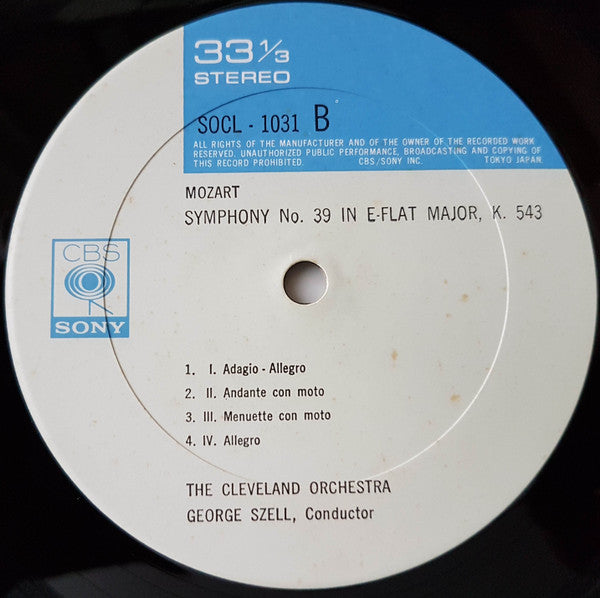 33 1/3
STEREO
SOCL - 1031 B
ALL RIGHTS OF THE MANUFACTURER AND OF THE OWNER OF THE RECORDED WORK
RESERVED. UNAUTHORIZED PUBLIC PERFORMANCE, BROADCASTING AND COPYING OF
THIS RECORD PROHIBITED. CBS/SONY INC. TOKYO JAPAN
MOZART
SYMPHONY No. 39 IN E-FLAT MAJOR, K. 543
CBS
SONY
1. I. Adagio - Allegro
2. II. Andante con moto
3. III. Menuette con moto
4. IV. Allegro
THE CLEVELAND ORCHESTRA
GEORGE SZELL, Conductor